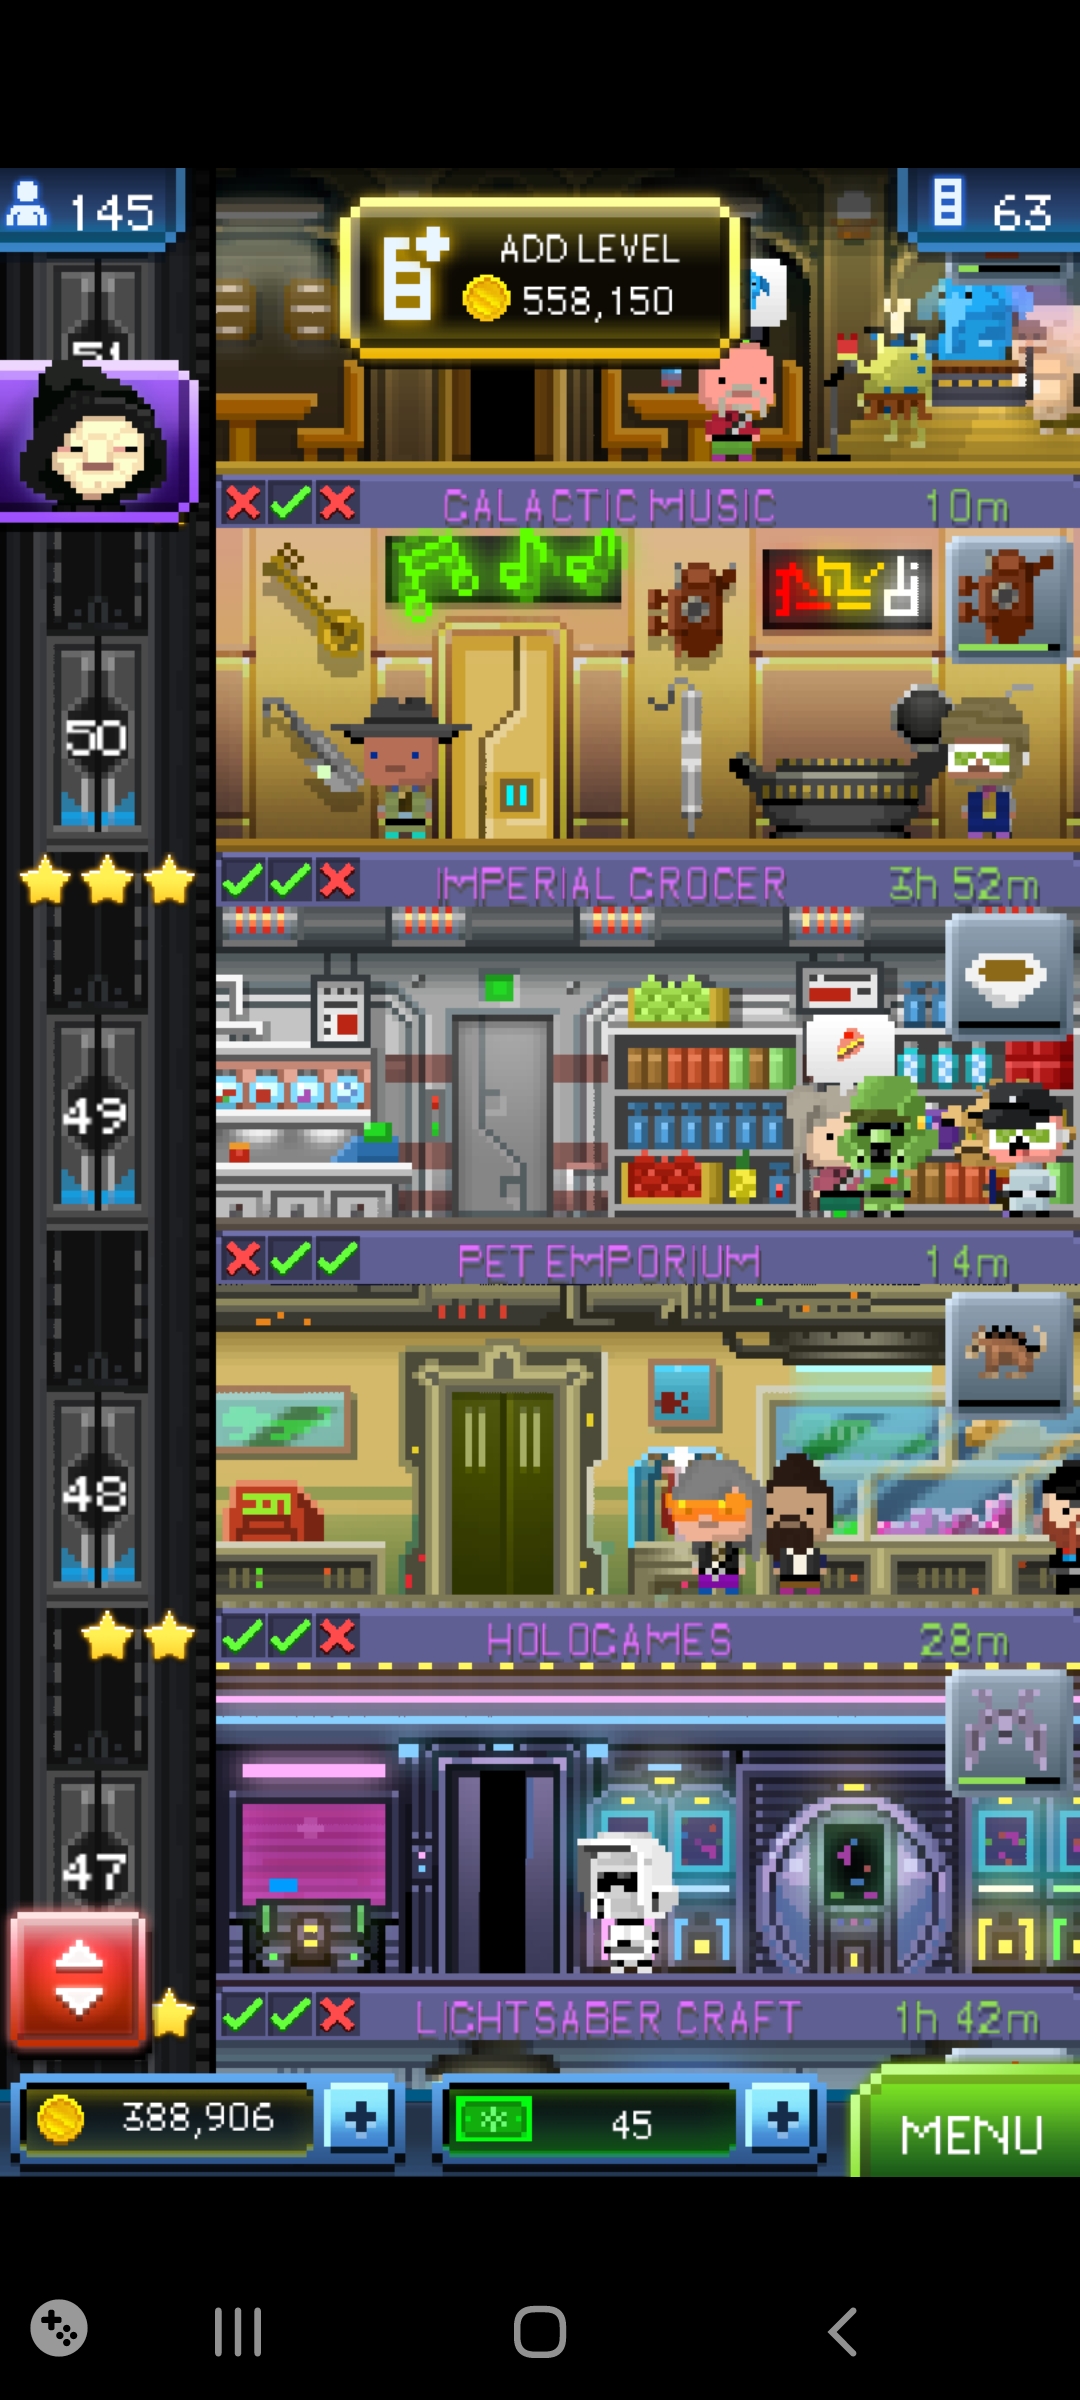 145
63
ADD LEVEL
558,150
51
GALACTIC MUSIC 10m
50
IMPERIAL GROCER 3h 52m
49
PET EMPORIUM 14m
48
HOLOGAMES 28m
47
LIGHTSABER CRAFT 1h 42m
388,906
45
MENU